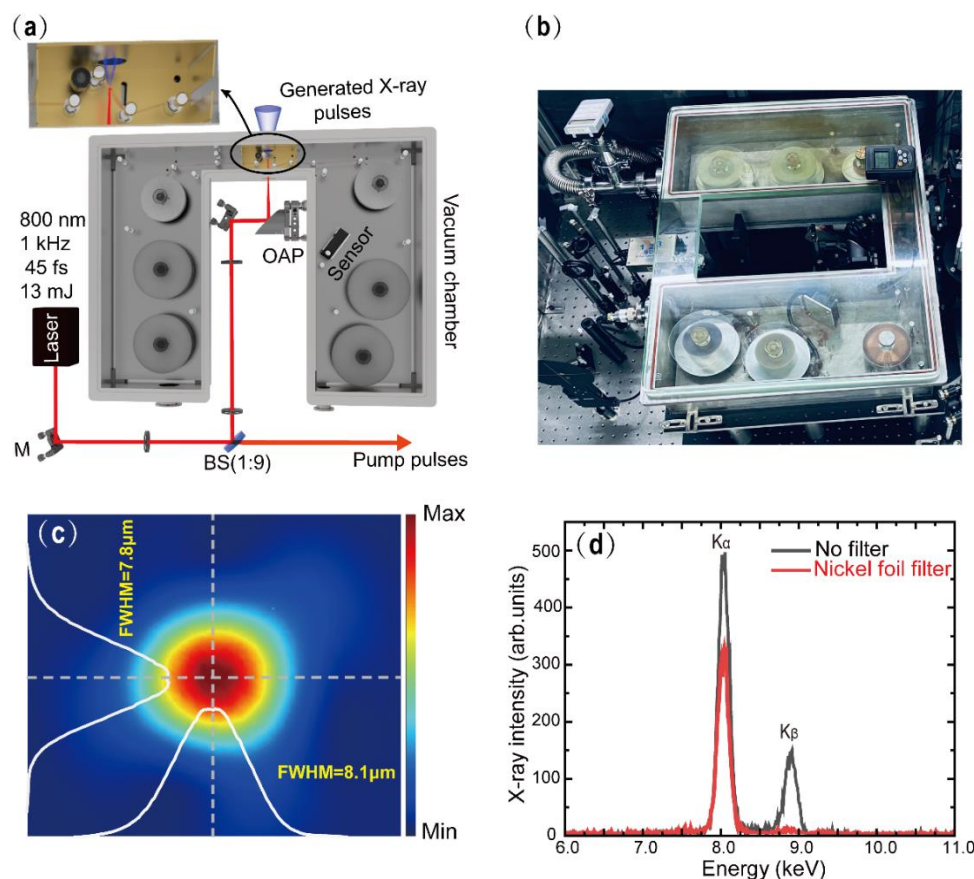 (a)
Generated X-ray
pulses
800 nm
1 kHz
45 fs
13 mJ
Laser
OAP
Sensor
Vacuum chamber
M
BS(1:9)
Pump pulses
(b)
(c)
FWHM=7.8μm
FWHM=8.1μm
Max
Min
(d)
Kα
Kβ
No filter
Nickel foil filter
X-ray intensity (arb.units)
500
400
300
200
100
0
6.0 7.0 8.0 9.0 10.0 11.0
Energy (keV)